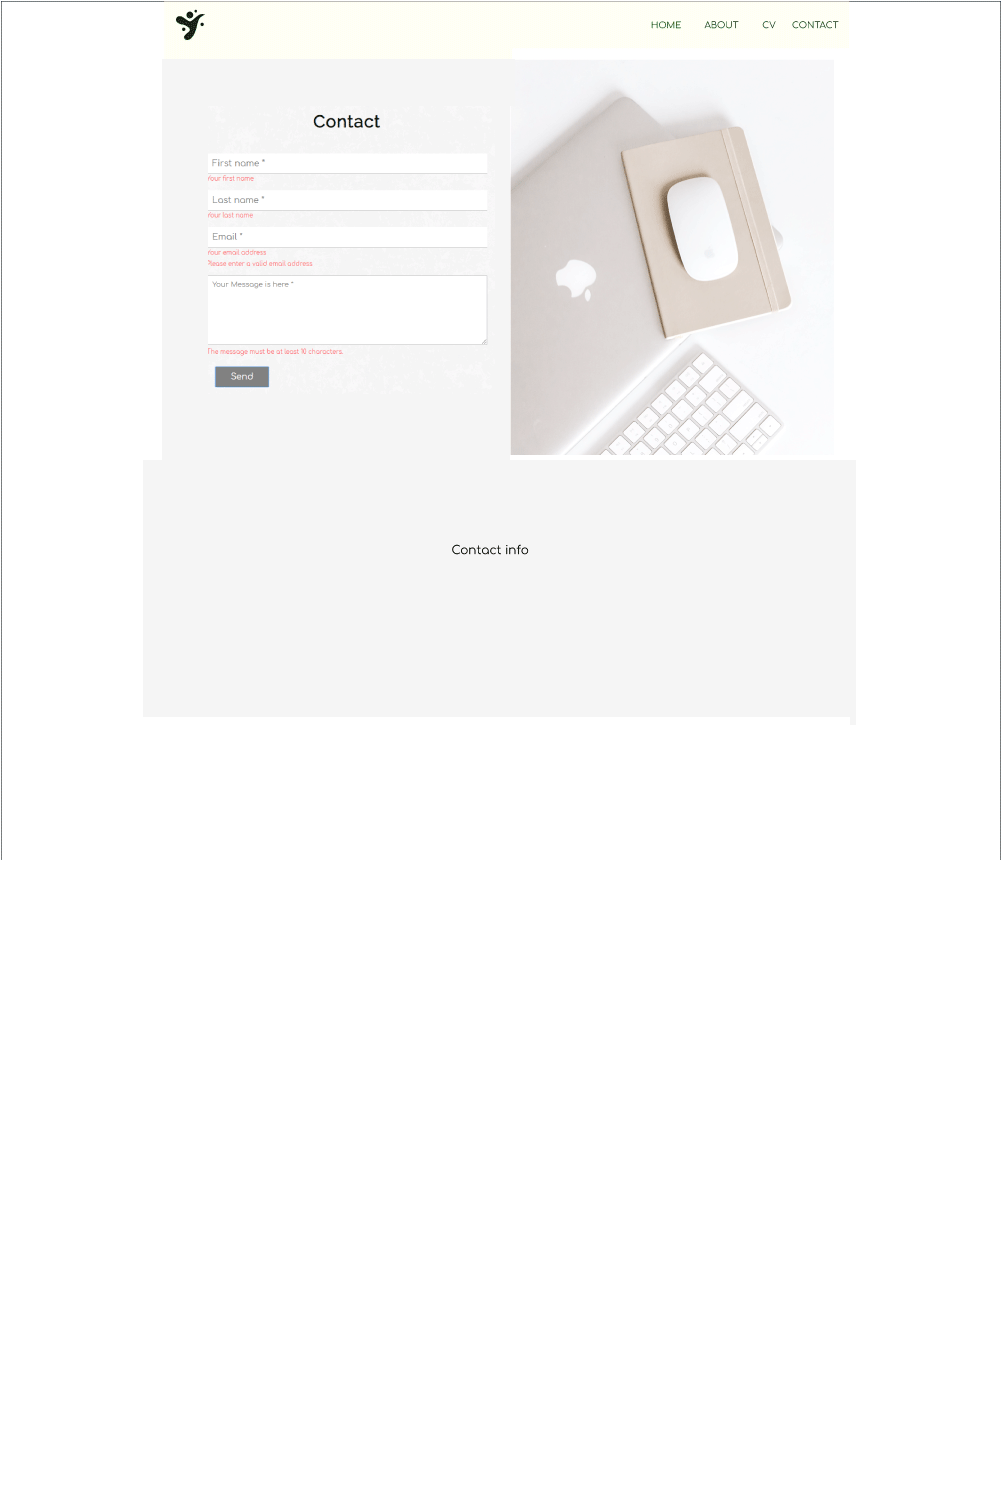 HOME ABOUT CV CONTACT
Contact
First name *
Your first name
Last name *
Your last name
Email *
Your email address
Please enter a valid email address
Your Message is here *
The message must be at least 10 characters.
Send
Contact info